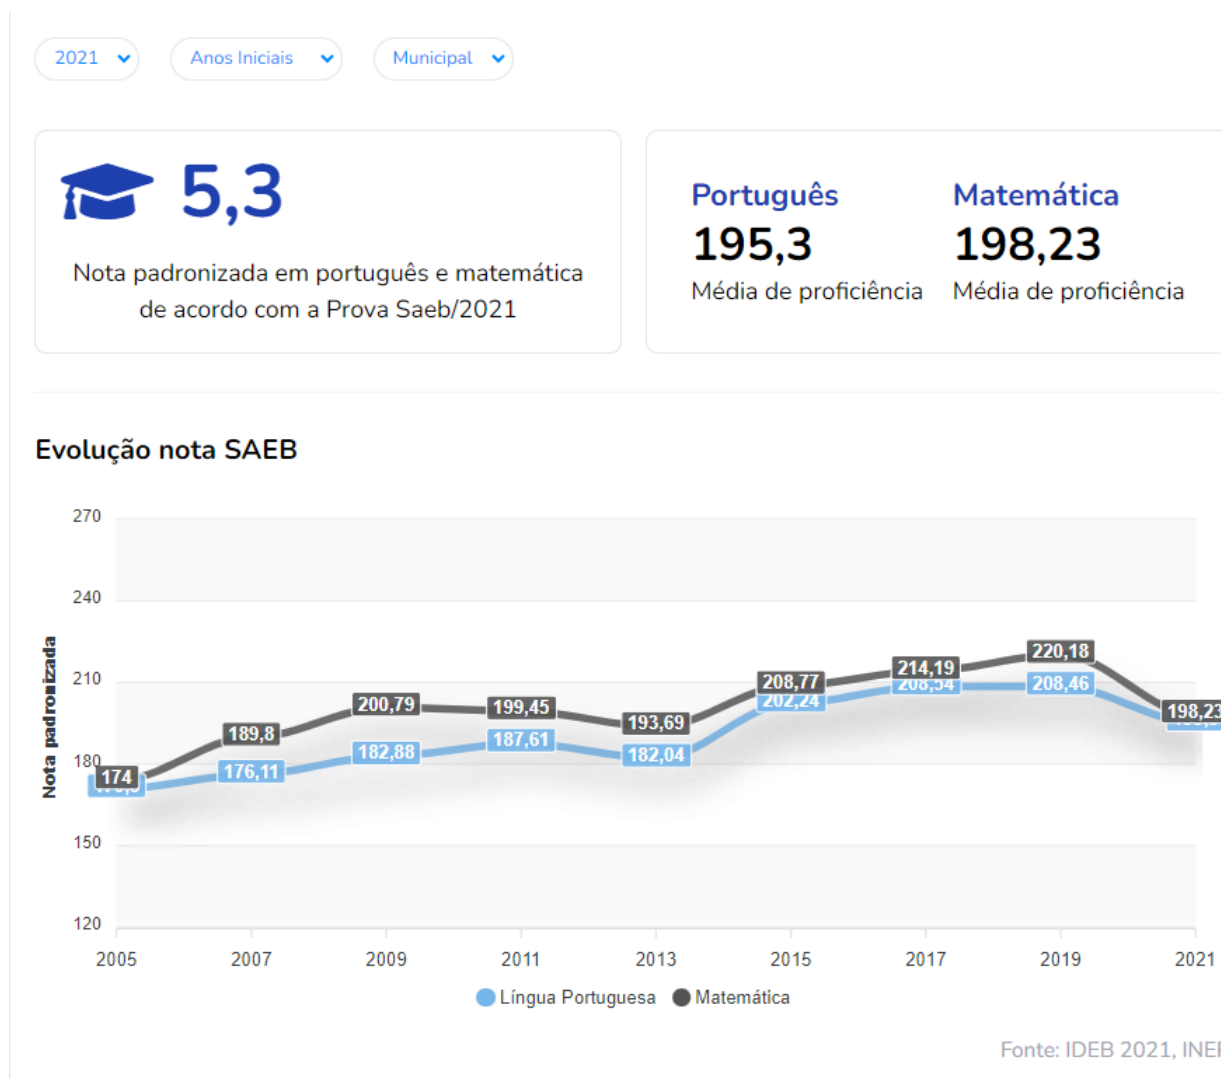 2021 Anos Iniciais Municipal
5,3
Nota padronizada em português e matemática
de acordo com a Prova Saeb/2021
Português Matemática
195,3 198,23
Média de proficiência Média de proficiência
Evolução nota SAEB
270
240
210
180
150
120
Nota padronizada
174 189,8 200,79 199,45 193,69 208,77 214,19 220,18 198,23
176,11 182,88 187,61 182,04 202,24 208,54 208,46
2005 2007 2009 2011 2013 2015 2017 2019 2021
Língua Portuguesa Matemática
Fonte: IDEB 2021,